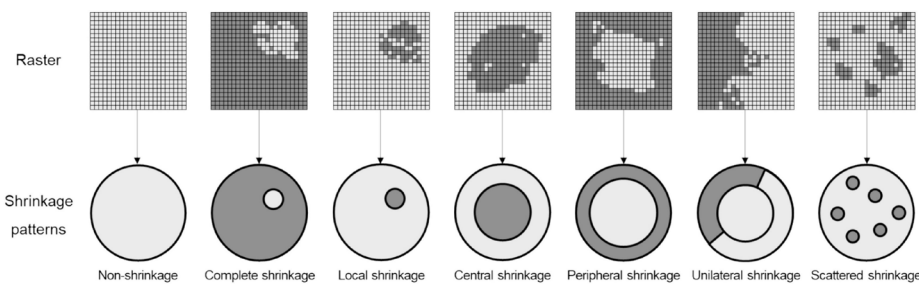 Raster
Shrinkage
patterns
Non-shrinkage
Complete shrinkage
Local shrinkage
Central shrinkage
Peripheral shrinkage
Unilateral shrinkage
Scattered shrinkage